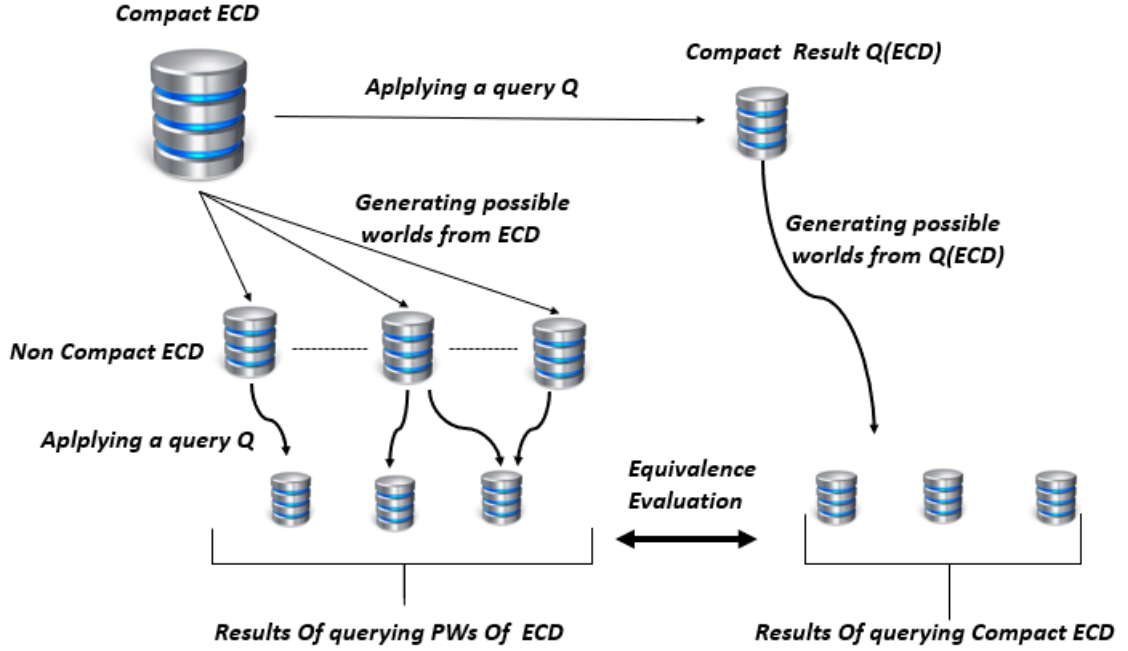 Compact ECD
Compact Result Q(ECD)
Aplplying a query Q
Generating possible
worlds from ECD
Generating possible
worlds from Q(ECD)
Non Compact ECD
Aplplying a query Q
Equivalence
Evaluation
Results Of querying PWs Of ECD
Results Of querying Compact ECD